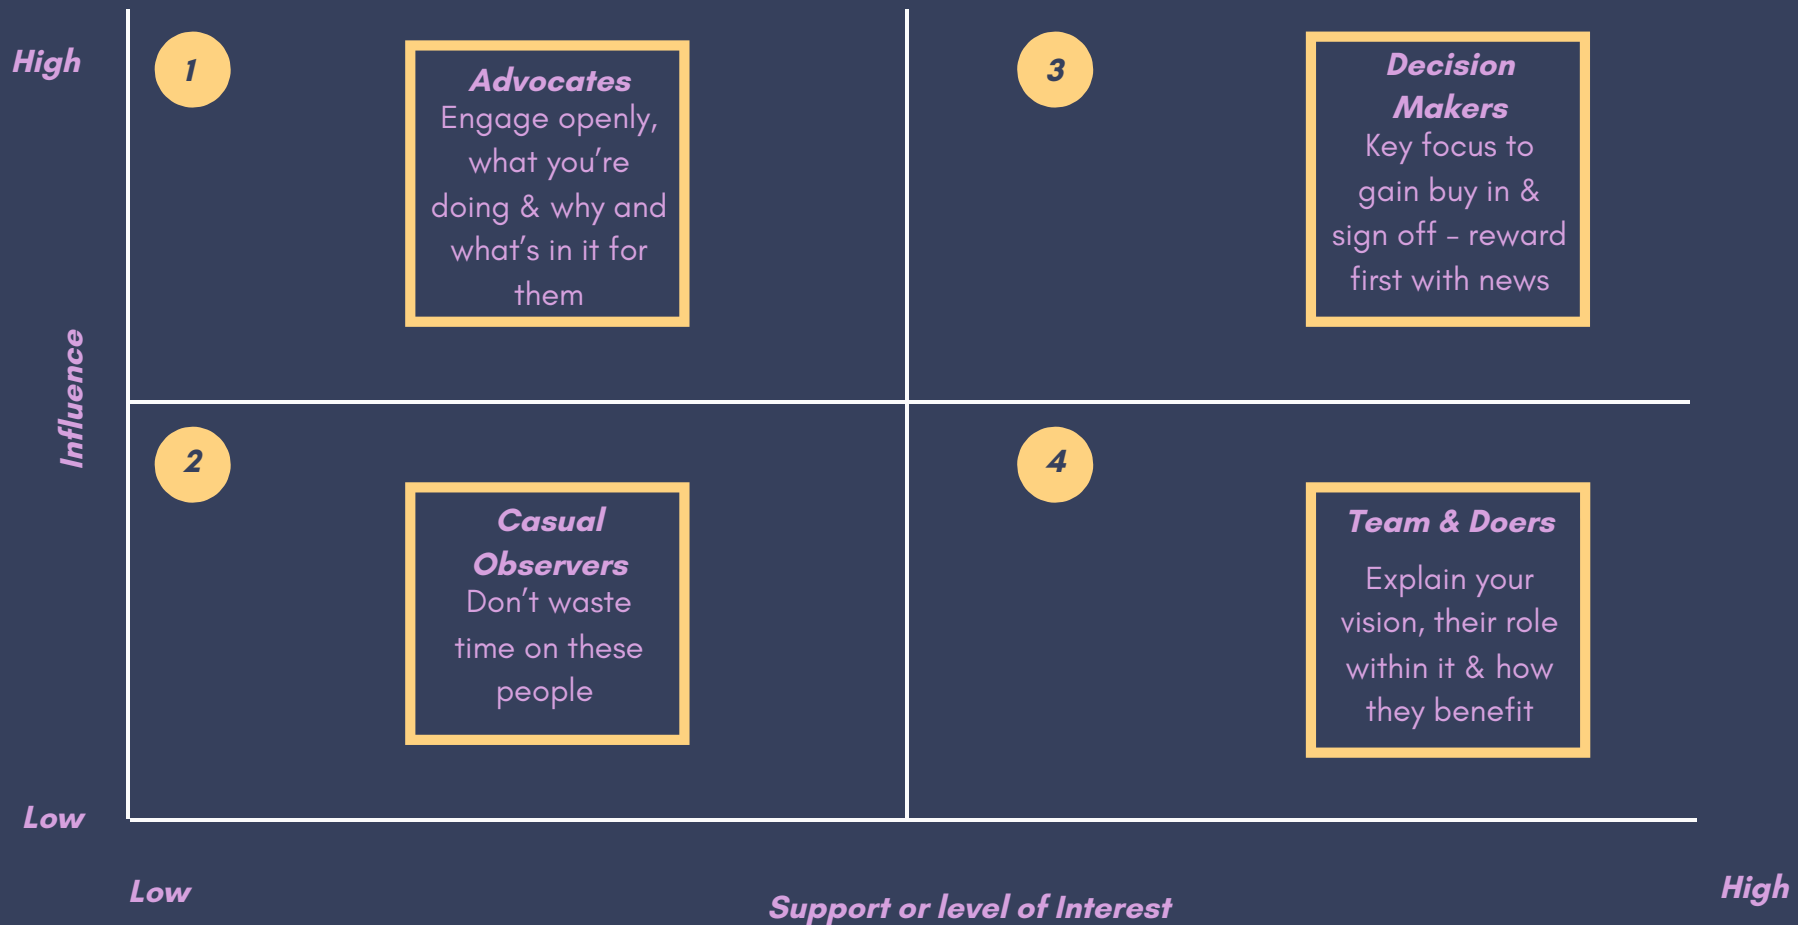 High
1
Advocates
Engage openly,
what you’re
doing & why and
what’s in it for
them
3
Decision
Makers
Key focus to
gain buy in &
sign off – reward
first with news
Influence
2
Casual
Observers
Don’t waste
time on these
people
4
Team & Doers
Explain your
vision, their role
within it & how
they benefit
Low
Low
Support or level of Interest
High